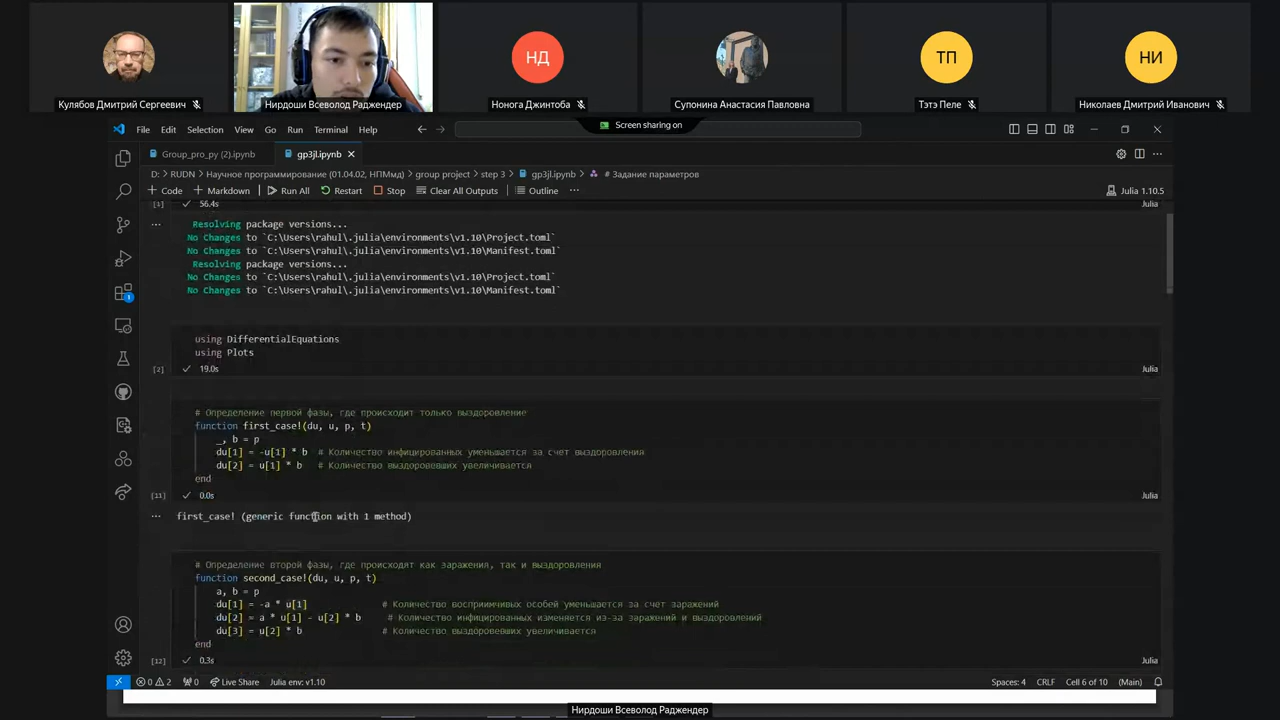 НД
ТП
НИ
Кулябов Дмитрий Сергеевич
Нирдоши Всеволод Раджендер
Нонога Джинтоба
Супонина Анастасия Павловна
Тэтэ Пеле
Николаев Дмитрий Иванович
File Edit Selection View Go Run Terminal Help
Screen sharing on
Group_pro_py (2).ipynb
gp3jl.ipynb
D: > RUDN > Научное программирование (01.04.02, НПМмд) > group project > step 3 > gp3jl.ipynb > # Задание параметров
+ Code + Markdown Run All Restart Stop Clear All Outputs Outline ... Julia 1.10.5
[1] 56.4s Julia
Resolving package versions...
No Changes to `C:\Users\rahul\.julia\environments\v1.10\Project.toml`
No Changes to `C:\Users\rahul\.julia\environments\v1.10\Manifest.toml`
Resolving package versions...
No Changes to `C:\Users\rahul\.julia\environments\v1.10\Project.toml`
No Changes to `C:\Users\rahul\.julia\environments\v1.10\Manifest.toml`
using DifferentialEquations
using Plots
[2] 19.0s Julia
# Определение первой фазы, где происходит только выздоровление
function first_case!(du, u, p, t)
_, b = p
du[1] = -u[1] * b # Количество инфицированных уменьшается за счет выздоровления
du[2] = u[1] * b # Количество выздоровевших увеличивается
end
[11] 0.0s Julia
first_case! (generic function with 1 method)
# Определение второй фазы, где происходят как заражения, так и выздоровления
function second_case!(du, u, p, t)
a, b = p
du[1] = -a * u[1] # Количество восприимчивых особей уменьшается за счет заражений
du[2] = a * u[1] - u[2] * b # Количество инфицированных изменяется из-за заражений и выздоровлений
du[3] = u[2] * b # Количество выздоровевших увеличивается
end
[12] 0.3s Julia
0 2 0 Live Share Julia env: v1.10 Spaces: 4 CRLF Cell 6 of 10 (Main)
Нирдоши Всеволод Раджендер